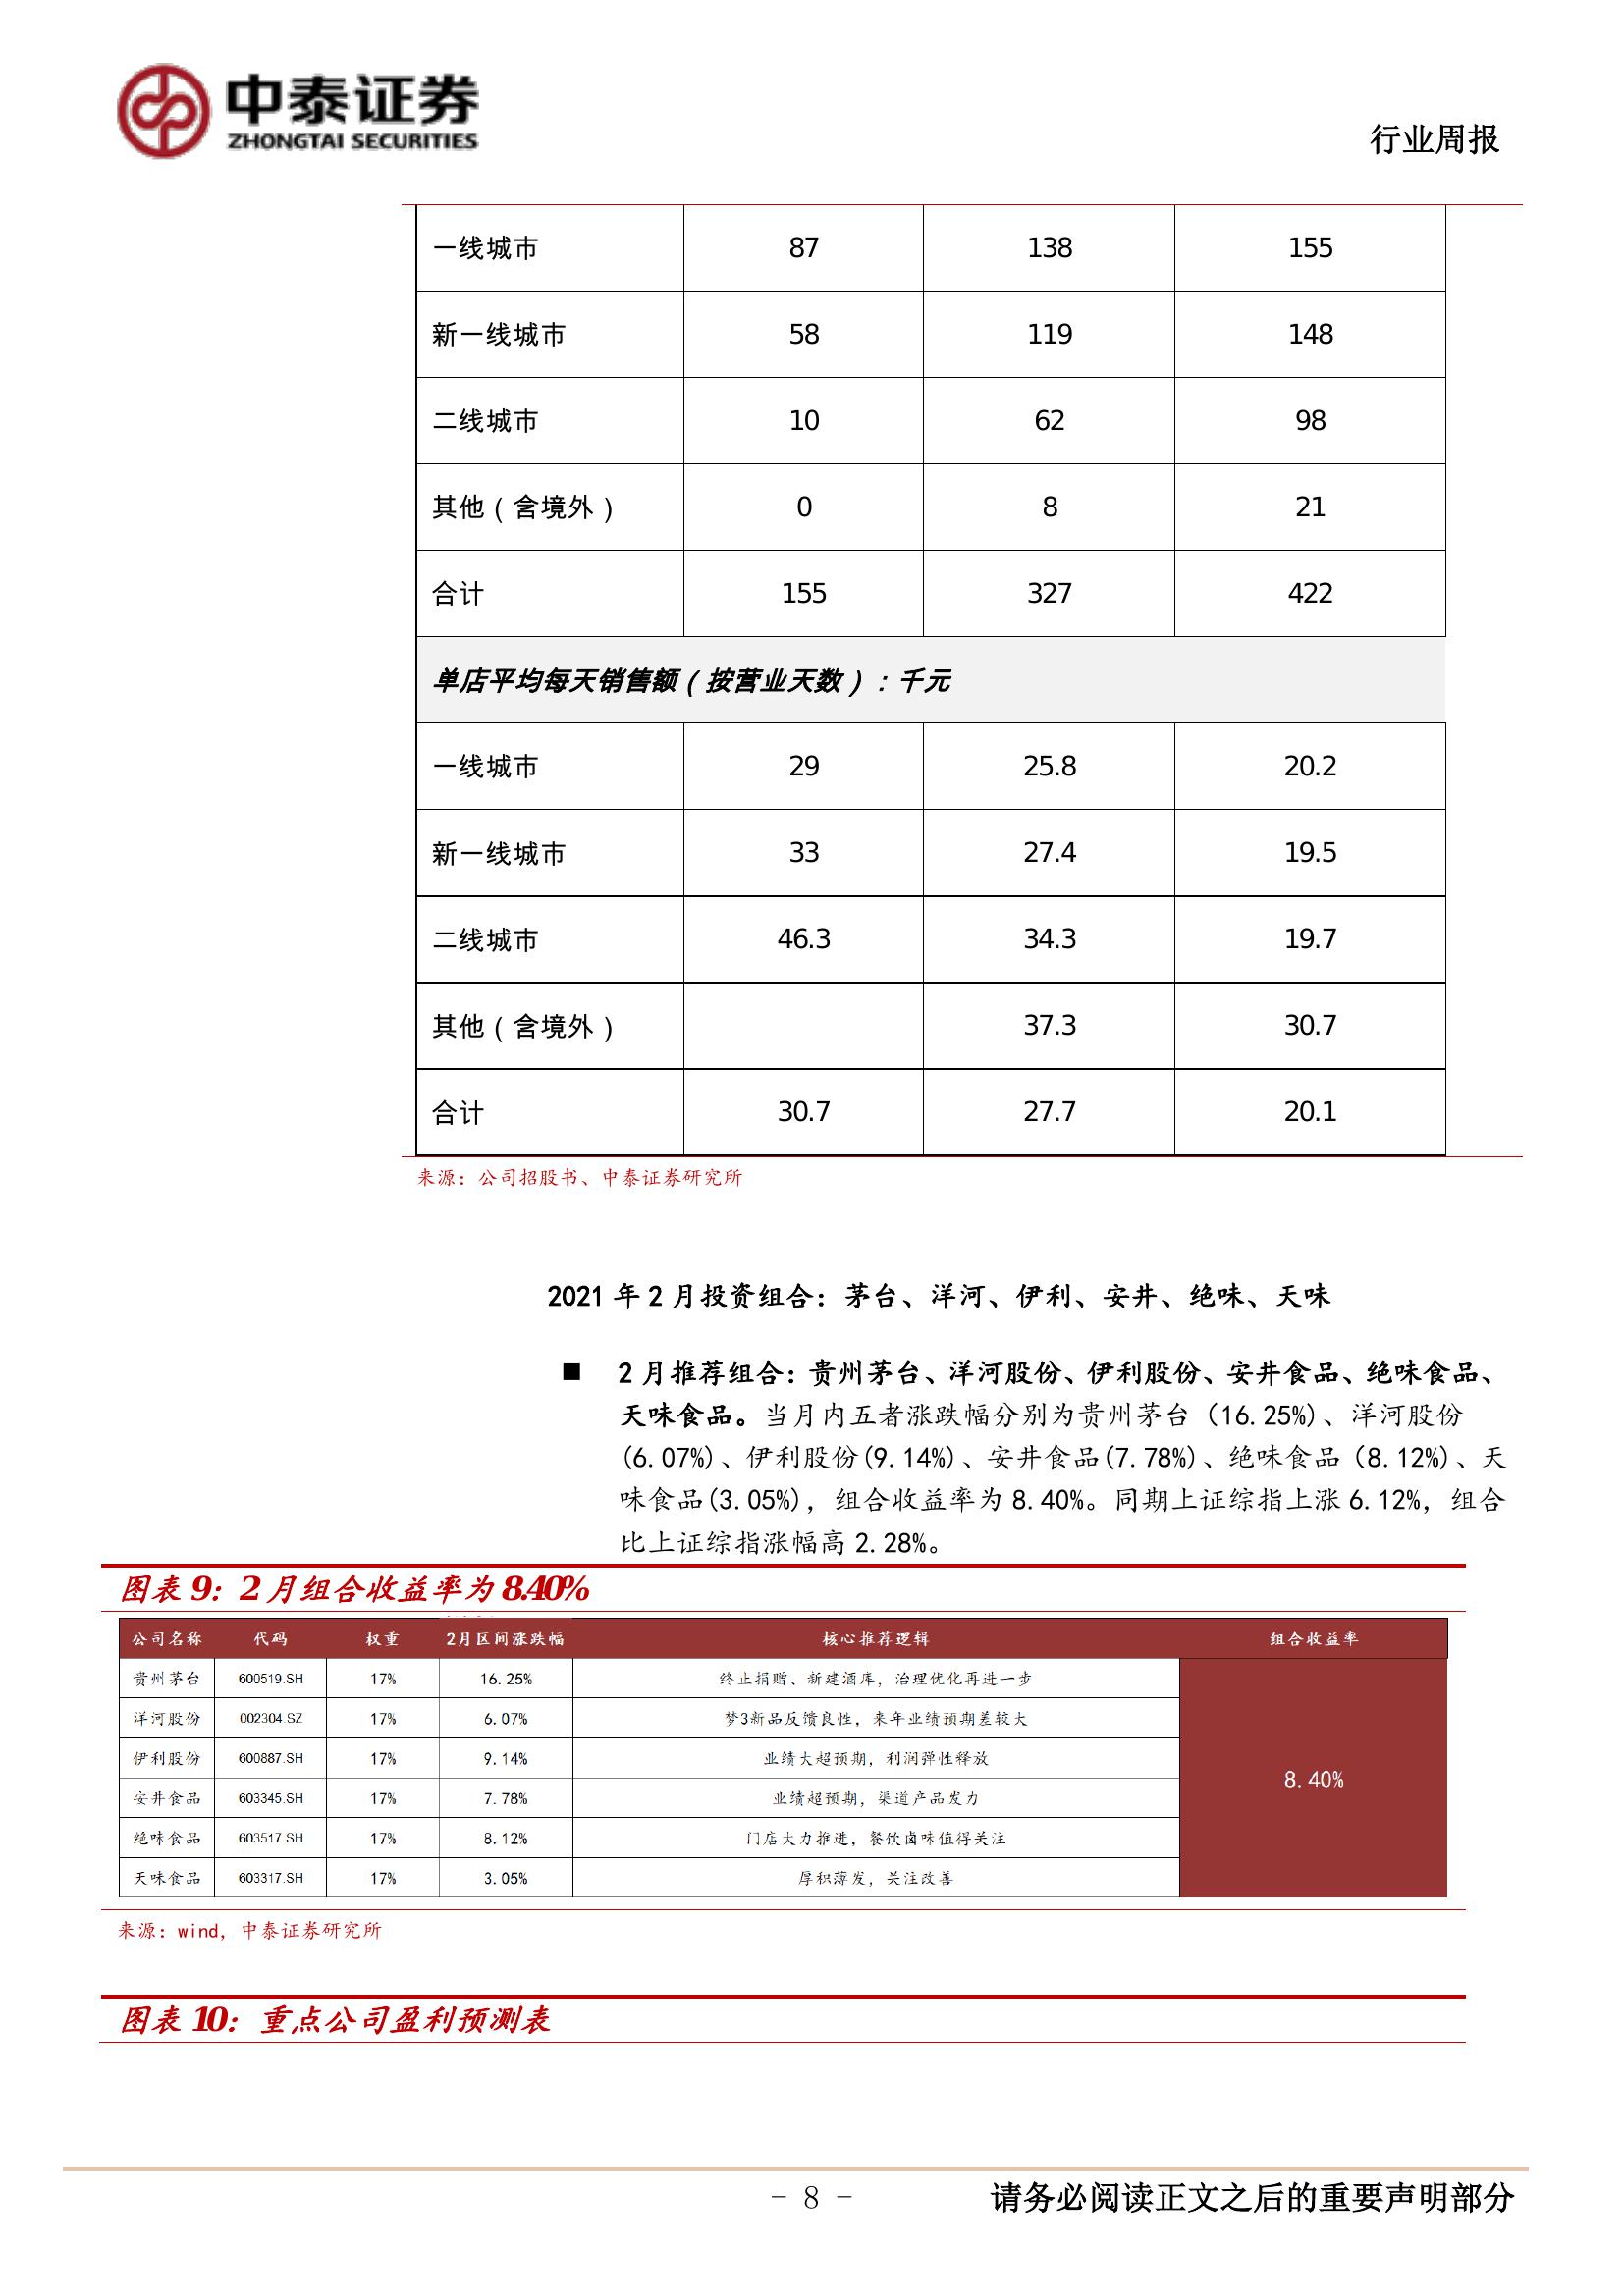 中泰证券
ZHONGTAI SECURITIES
行业周报
一线城市 87 138 155
新一线城市 58 119 148
二线城市 10 62 98
其他（含境外） 0 8 21
合计 155 327 422
单店平均每天销售额（按营业天数）：千元
一线城市 29 25.8 20.2
新一线城市 33 27.4 19.5
二线城市 46.3 34.3 19.7
其他（含境外） 37.3 30.7
合计 30.7 27.7 20.1
来源：公司招股书、中泰证券研究所
2021 年 2 月投资组合：茅台、洋河、伊利、安井、绝味、天味
■ 2 月推荐组合：贵州茅台、洋河股份、伊利股份、安井食品、绝味食品、
天味食品。当月内五者涨跌幅分别为贵州茅台（16.25%）、洋河股份
(6.07%)、伊利股份(9.14%)、安井食品(7.78%)、绝味食品（8.12%)、天
味食品(3.05%)，组合收益率为 8.40%。同期上证综指上涨 6.12%，组合
比上证综指涨幅高 2.28%。
图表 9：2 月组合收益率为 8.40%
公司名称 代码 权重 2月区间涨跌幅 核心推荐逻辑 组合收益率
贵州茅台 600519.SH 17% 16.25% 终止捐赠、新建酒库，治理优化再进一步
洋河股份 002304.SZ 17% 6.07% 梦3新品反馈良性，来年业绩预期差较大
伊利股份 600887.SH 17% 9.14% 业绩大超预期，利润弹性释放
8.40%
安井食品 603345.SH 17% 7.78% 业绩超预期，渠道产品发力
绝味食品 603517.SH 17% 8.12% 门店大力推进，餐饮卤味值得关注
天味食品 603317.SH 17% 3.05% 厚积薄发，关注改善
来源：wind，中泰证券研究所
图表 10：重点公司盈利预测表
- 8 -
请务必阅读正文之后的重要声明部分